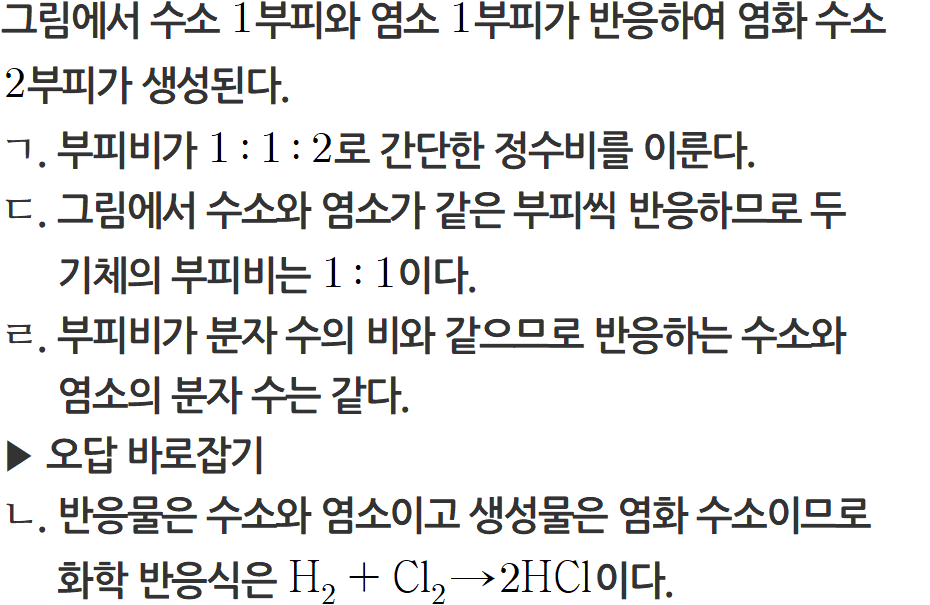 그림에서 수소 1부피와 염소 1부피가 반응하여 염화 수소
2부피가 생성된다.
ㄱ. 부피비가 1 : 1 : 2로 간단한 정수비를 이룬다.
ㄷ. 그림에서 수소와 염소가 같은 부피씩 반응하므로 두
기체의 부피비는 1 : 1이다.
ㄹ. 부피비가 분자 수의 비와 같으므로 반응하는 수소와
염소의 분자 수는 같다.
▶ 오답 바로잡기
ㄴ. 반응물은 수소와 염소이고 생성물은 염화 수소이므로
화학 반응식은 H₂ + Cl₂→2HCl이다.